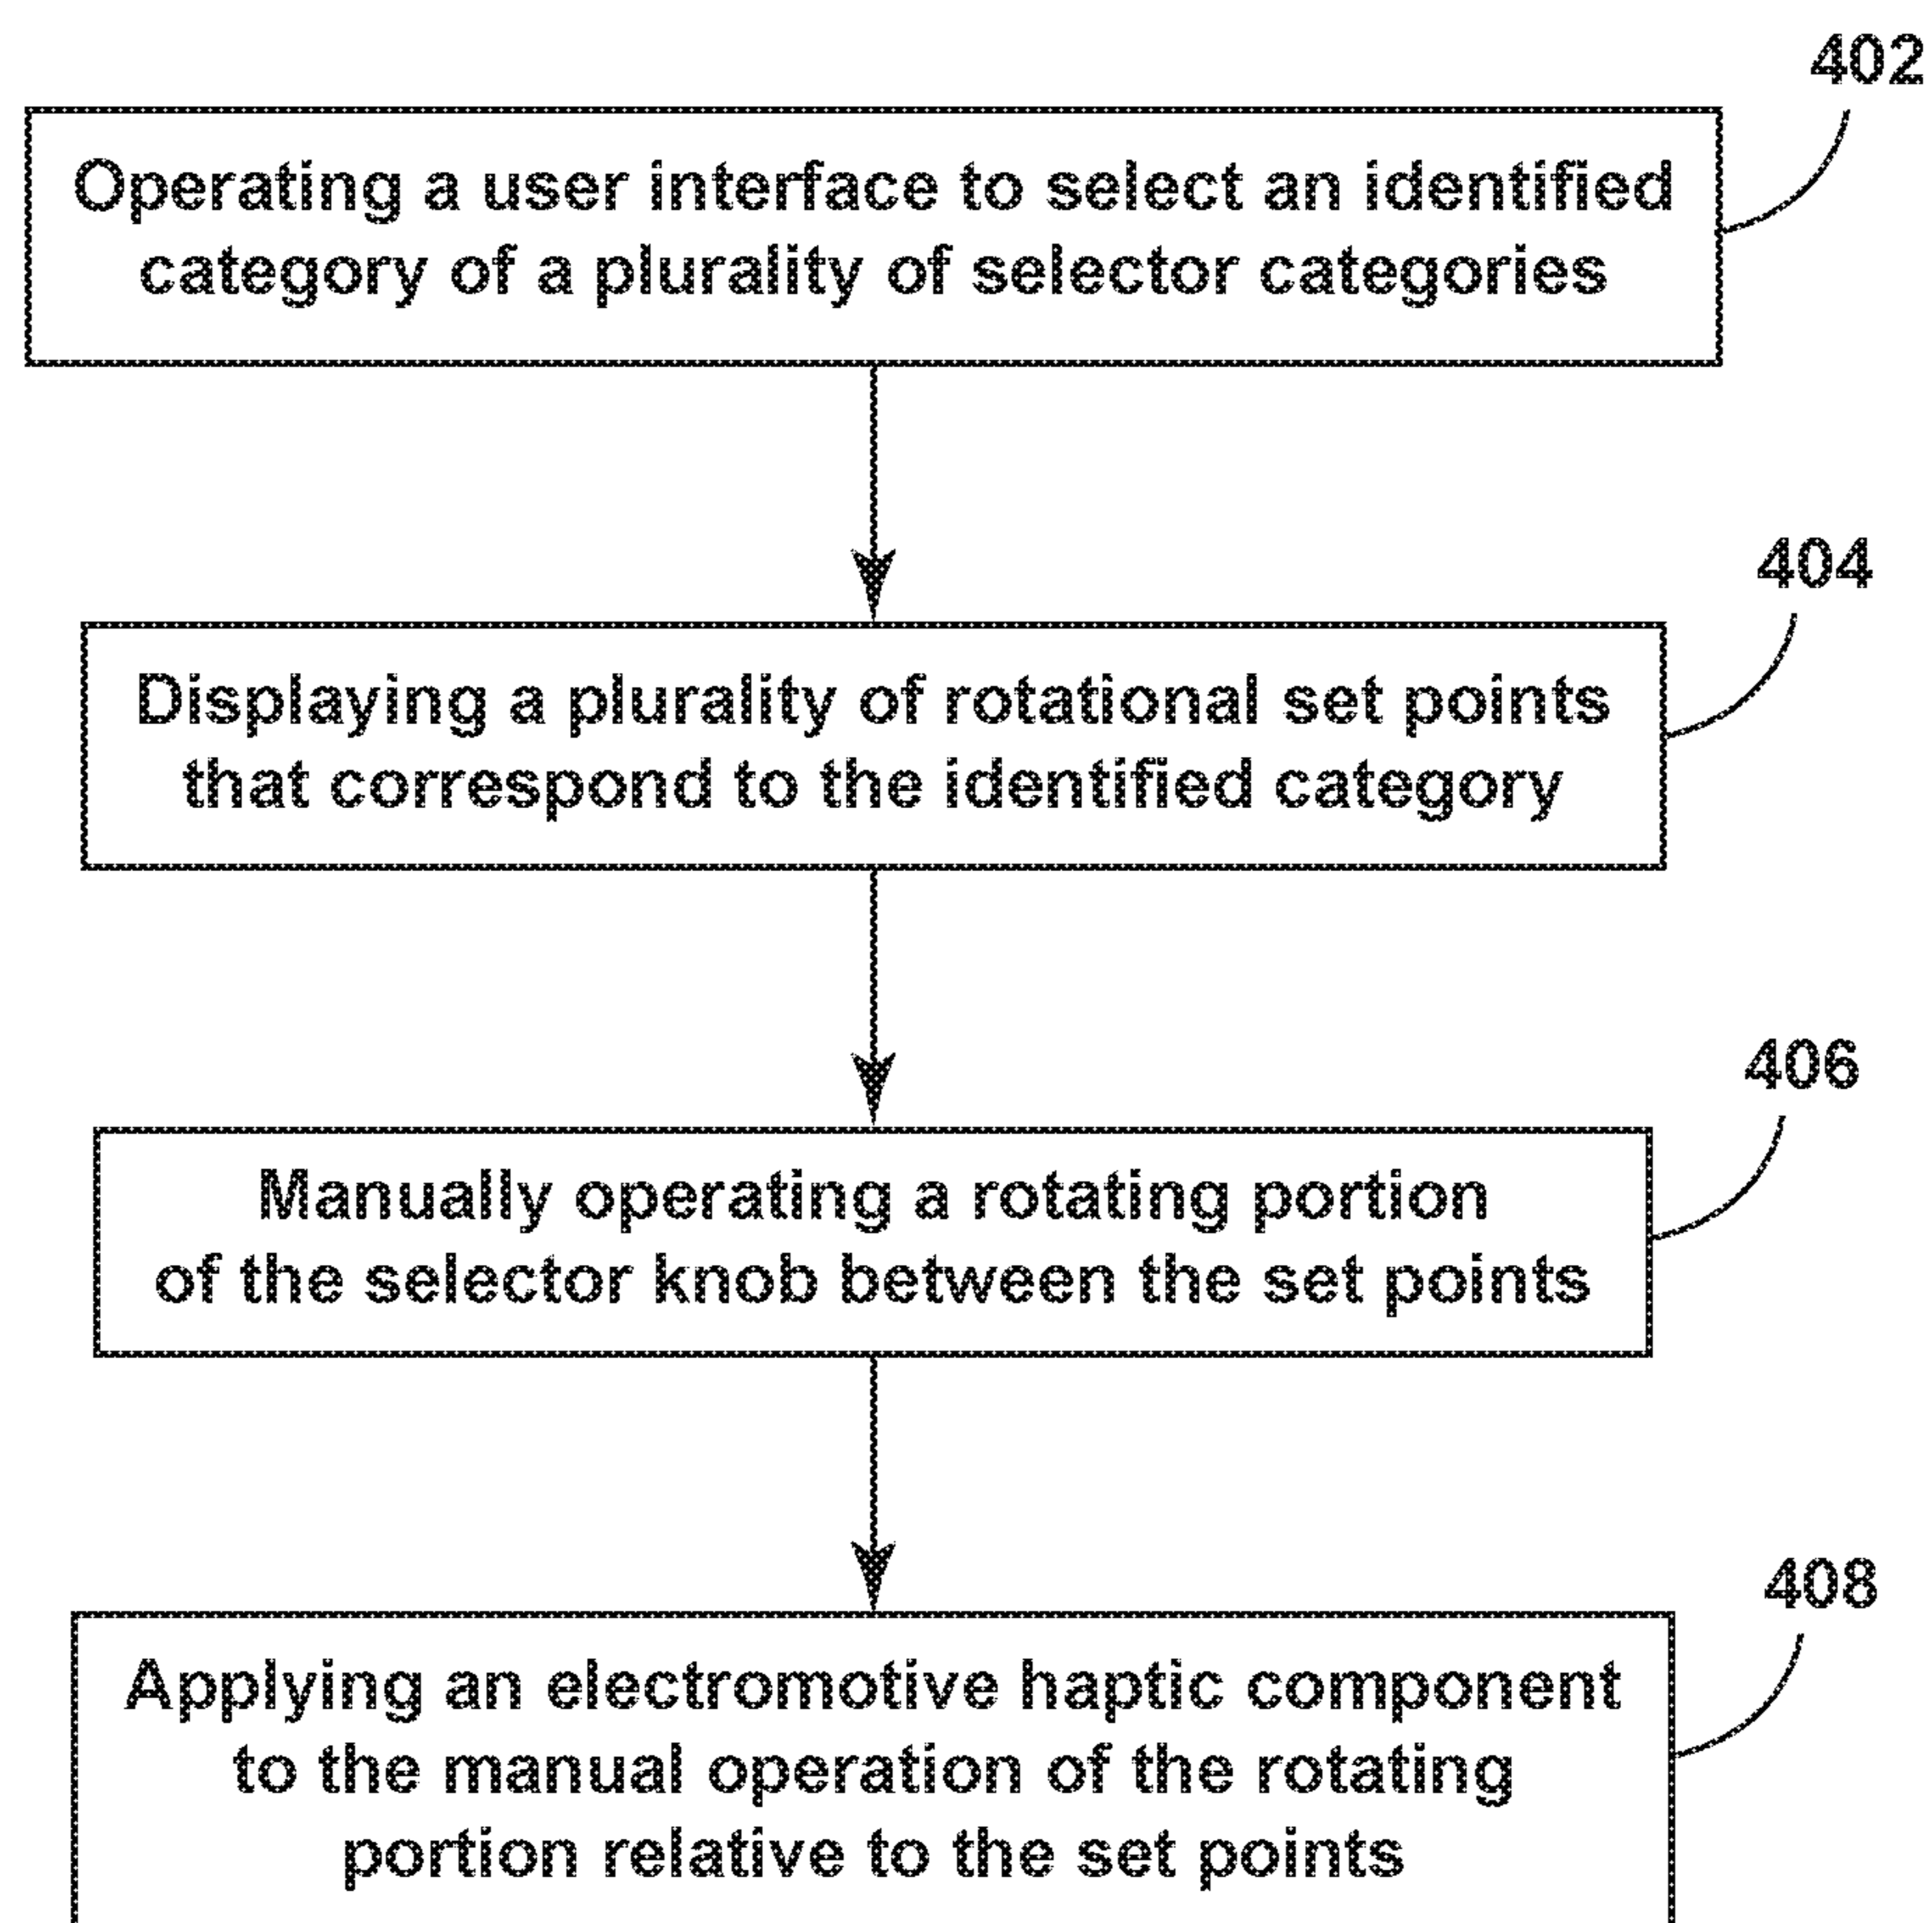 402
Operating a user interface to select an identified
category of a plurality of selector categories
404
Displaying a plurality of rotational set points
that correspond to the identified category
406
Manually operating a rotating portion
of the selector knob between the set points
408
Applying an electromotive haptic component
to the manual operation of the rotating
portion relative to the set points